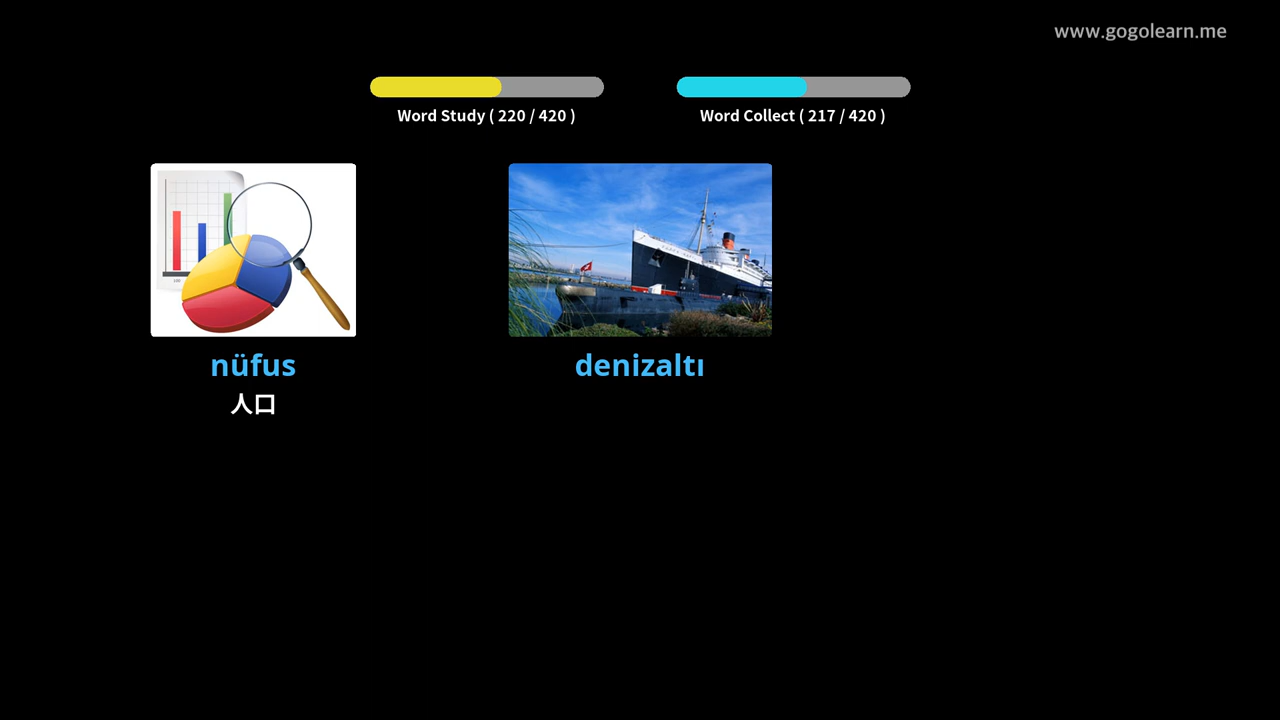 www.gogolearn.me
Word Study ( 220 / 420 )
Word Collect ( 217 / 420 )
nüfus
denizaltı
人口